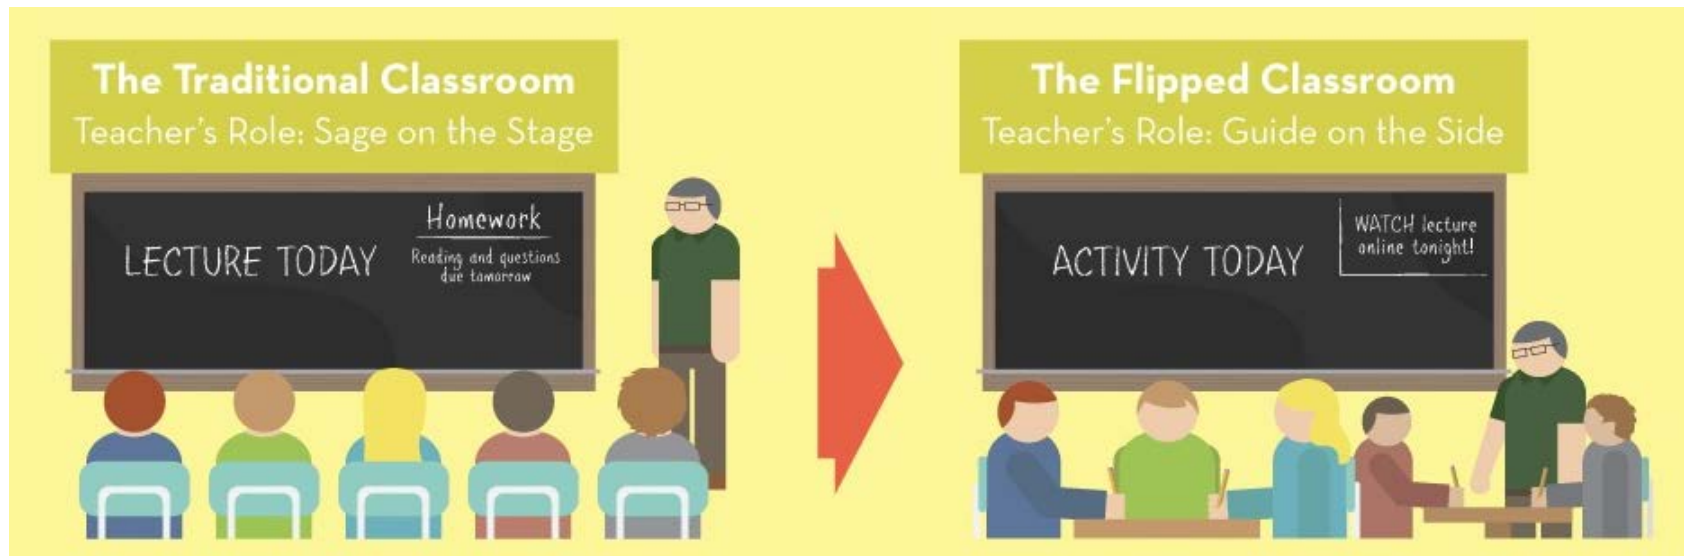 The Traditional Classroom
Teacher's Role: Sage on the Stage
LECTURE TODAY
Homework
Reading and questions
due tomorrow
The Flipped Classroom
Teacher's Role: Guide on the Side
ACTIVITY TODAY
WATCH lecture
online tonight!